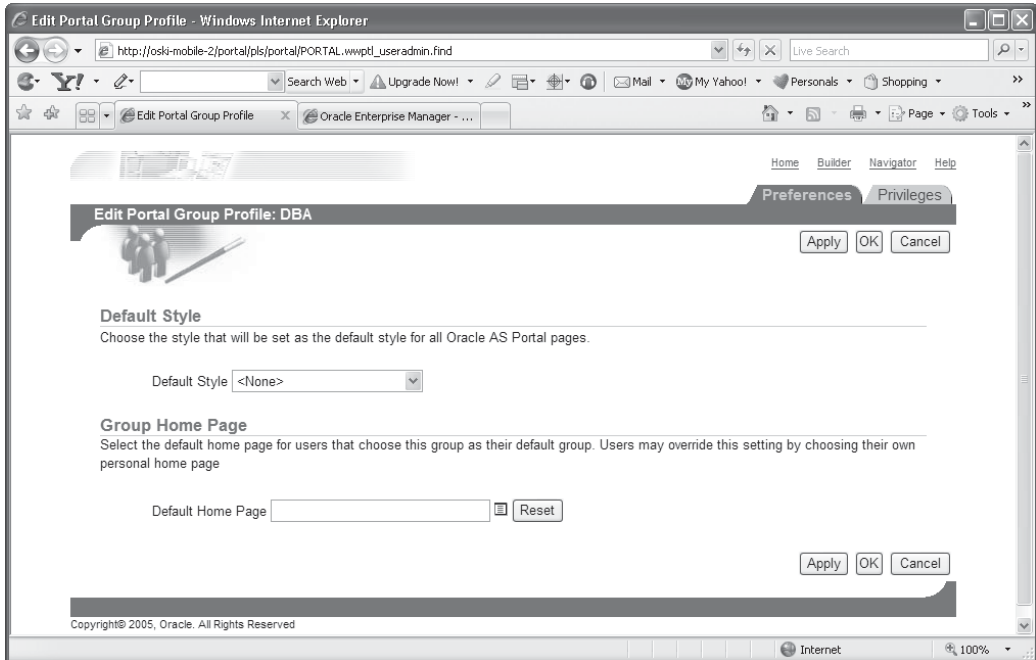 Edit Portal Group Profile - Windows Internet Explorer
http://oski-mobile-2/portal/pls/portal/PORTAL.wwptl_useradmin.find
Live Search
Y!
Search Web
Upgrade Now!
Mail
My Yahoo!
Personals
Shopping
Edit Portal Group Profile
Oracle Enterprise Manager - ...
Page
Tools
Home Builder Navigator Help
Preferences Privileges
Edit Portal Group Profile: DBA
Apply OK Cancel
Default Style
Choose the style that will be set as the default style for all Oracle AS Portal pages.
Default Style <None>
Group Home Page
Select the default home page for users that choose this group as their default group. Users may override this setting by choosing their own
personal home page
Default Home Page Reset
Apply OK Cancel
Copyright© 2005, Oracle. All Rights Reserved
Internet 100%